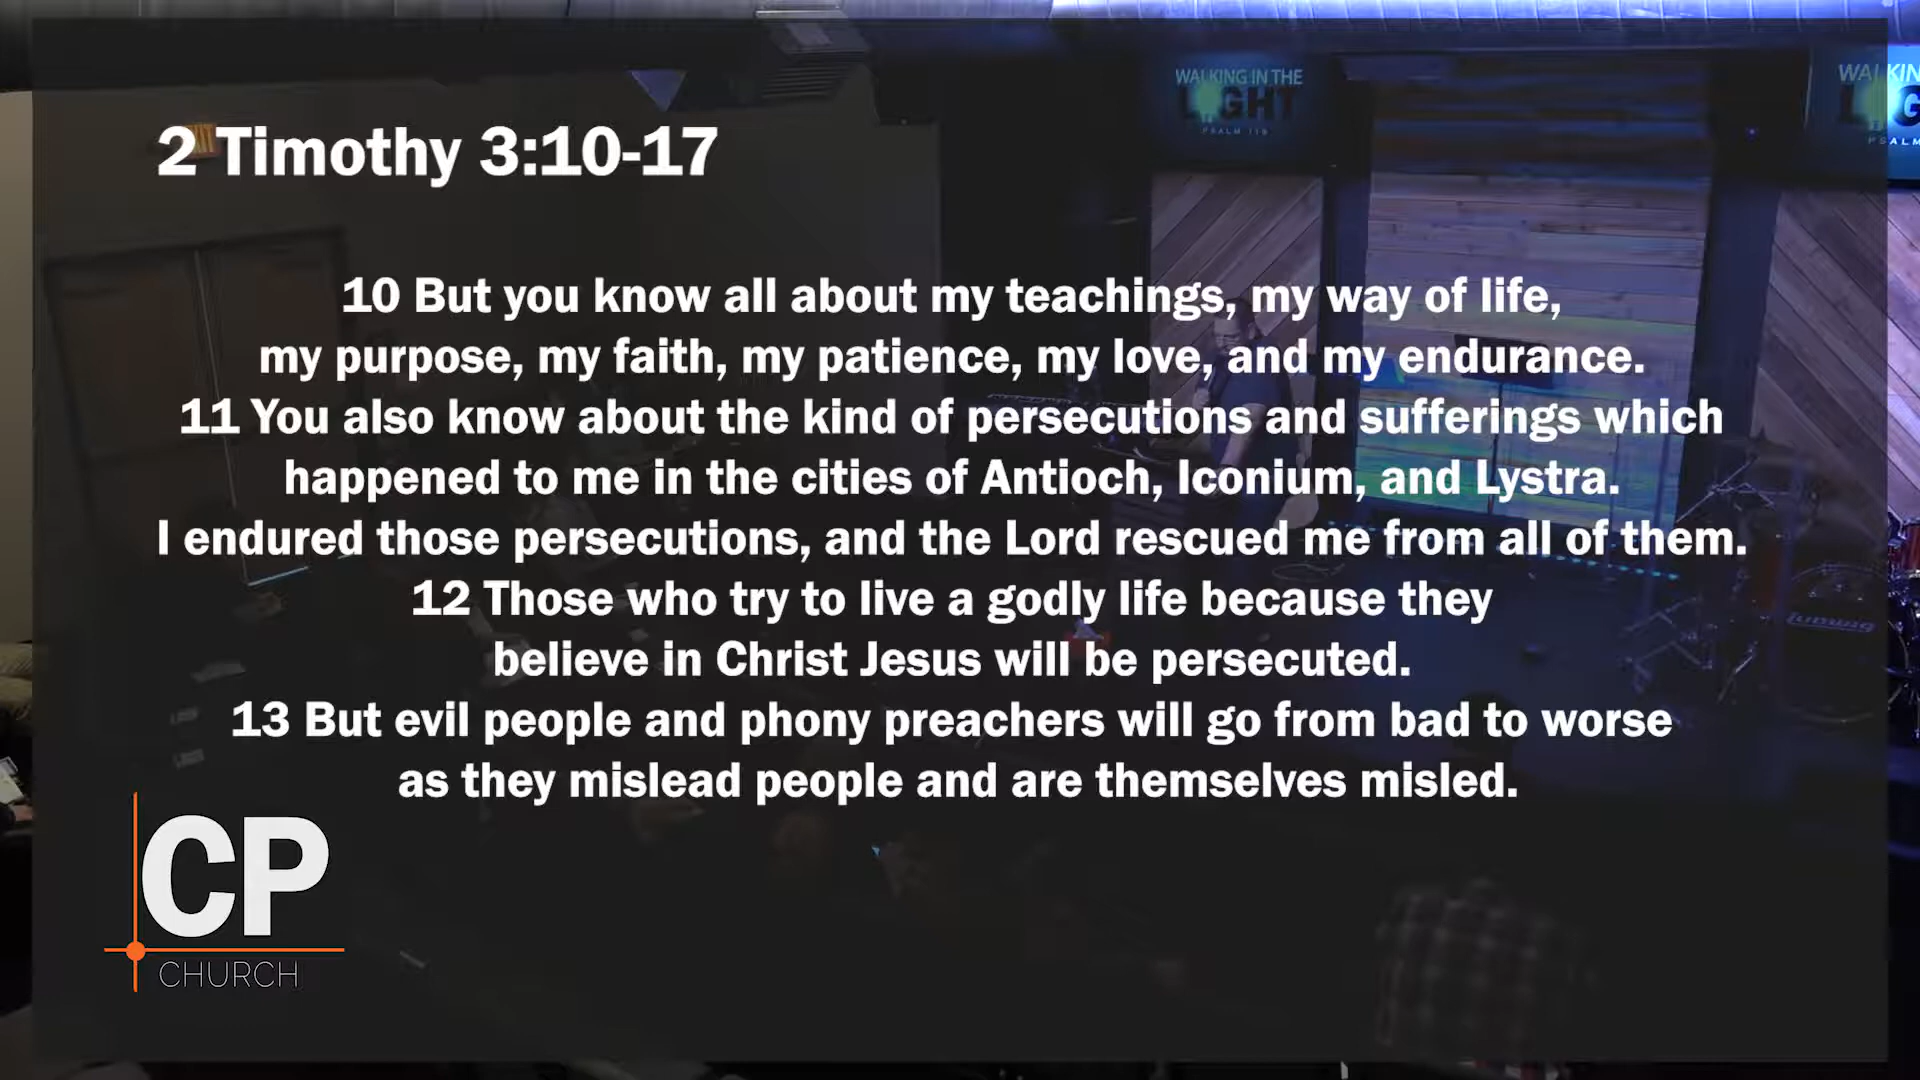 WALKING IN THE
LIGHT
PSALM 119
WALKIN
PSALM
2 Timothy 3:10-17
10 But you know all about my teachings, my way of life,
my purpose, my faith, my patience, my love, and my endurance.
11 You also know about the kind of persecutions and sufferings which
happened to me in the cities of Antioch, Iconium, and Lystra.
I endured those persecutions, and the Lord rescued me from all of them.
12 Those who try to live a godly life because they
believe in Christ Jesus will be persecuted.
13 But evil people and phony preachers will go from bad to worse
as they mislead people and are themselves misled.
Ludwig
CP
CHURCH